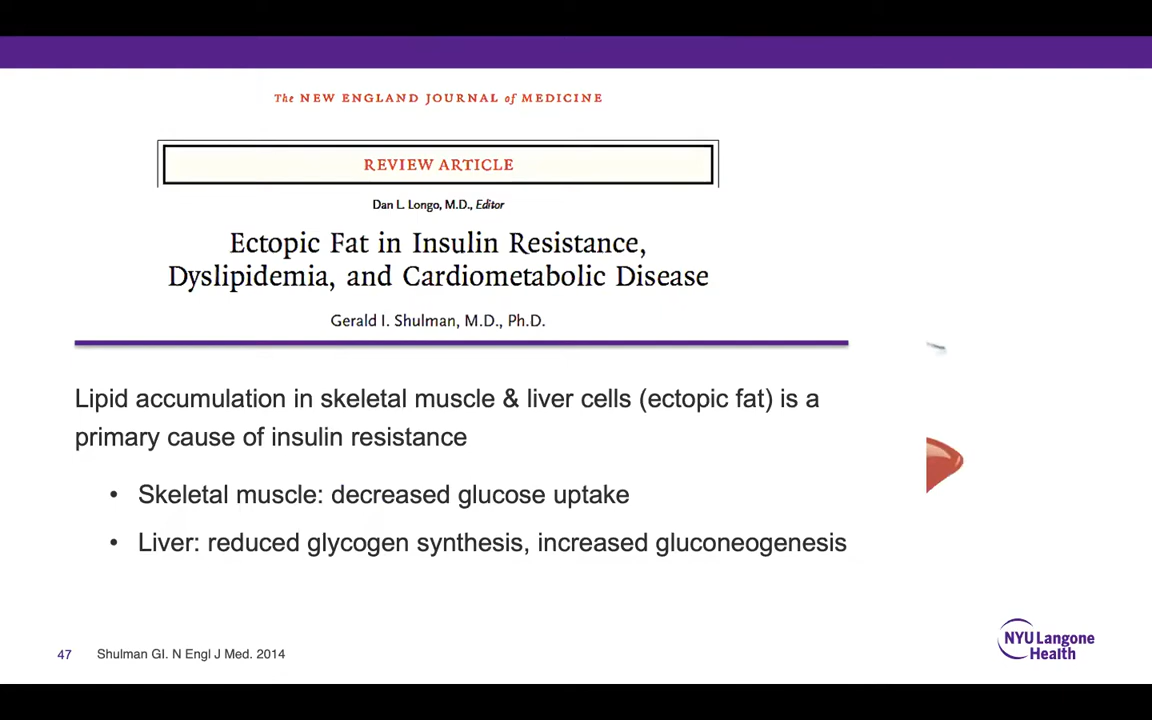 The NEW ENGLAND JOURNAL of MEDICINE
REVIEW ARTICLE
Dan L. Longo, M.D., Editor
Ectopic Fat in Insulin Resistance,
Dyslipidemia, and Cardiometabolic Disease
Gerald I. Shulman, M.D., Ph.D.
Lipid accumulation in skeletal muscle & liver cells (ectopic fat) is a
primary cause of insulin resistance
• Skeletal muscle: decreased glucose uptake
• Liver: reduced glycogen synthesis, increased gluconeogenesis
47 Shulman GI. N Engl J Med. 2014
NYU Langone
Health